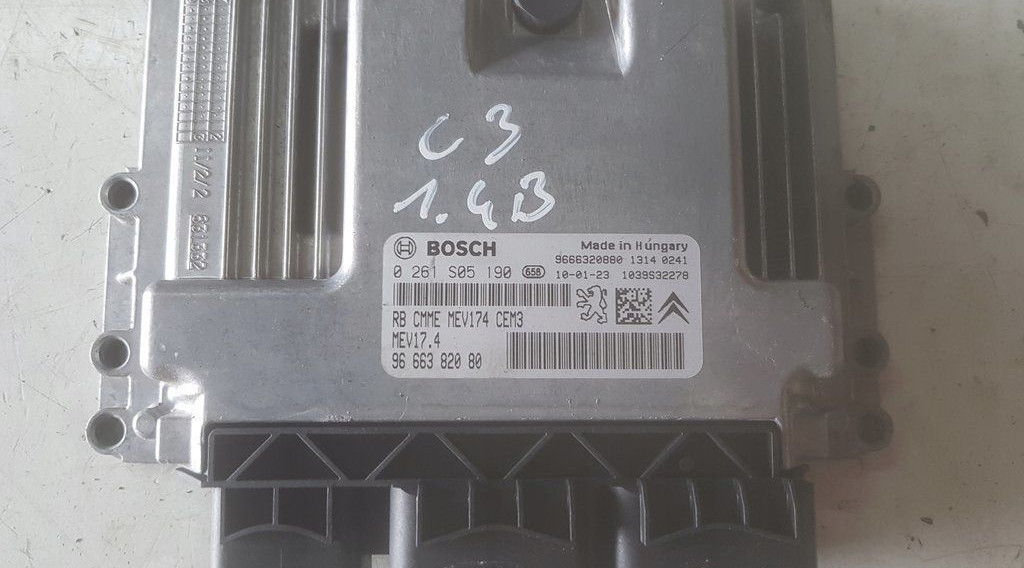 C 3
1.4B
BOSCH
Made in Hungary
0 261 S05 190 658
9666320880 1314 0241
10-01-23 1039S32278
RB CMME MEV174 CEM3
MEV17.4
96 663 820 80